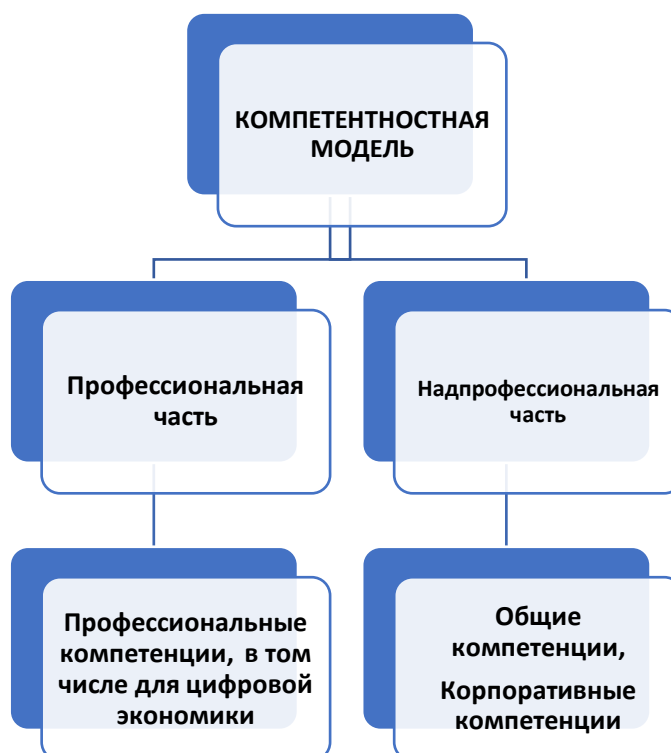 КОМПЕТЕНТНОСТНАЯ
МОДЕЛЬ
Профессиональная
часть
Надпрофессиональная
часть
Профессиональные
компетенции, в том
числе для цифровой
экономики
Общие
компетенции,
Корпоративные
компетенции